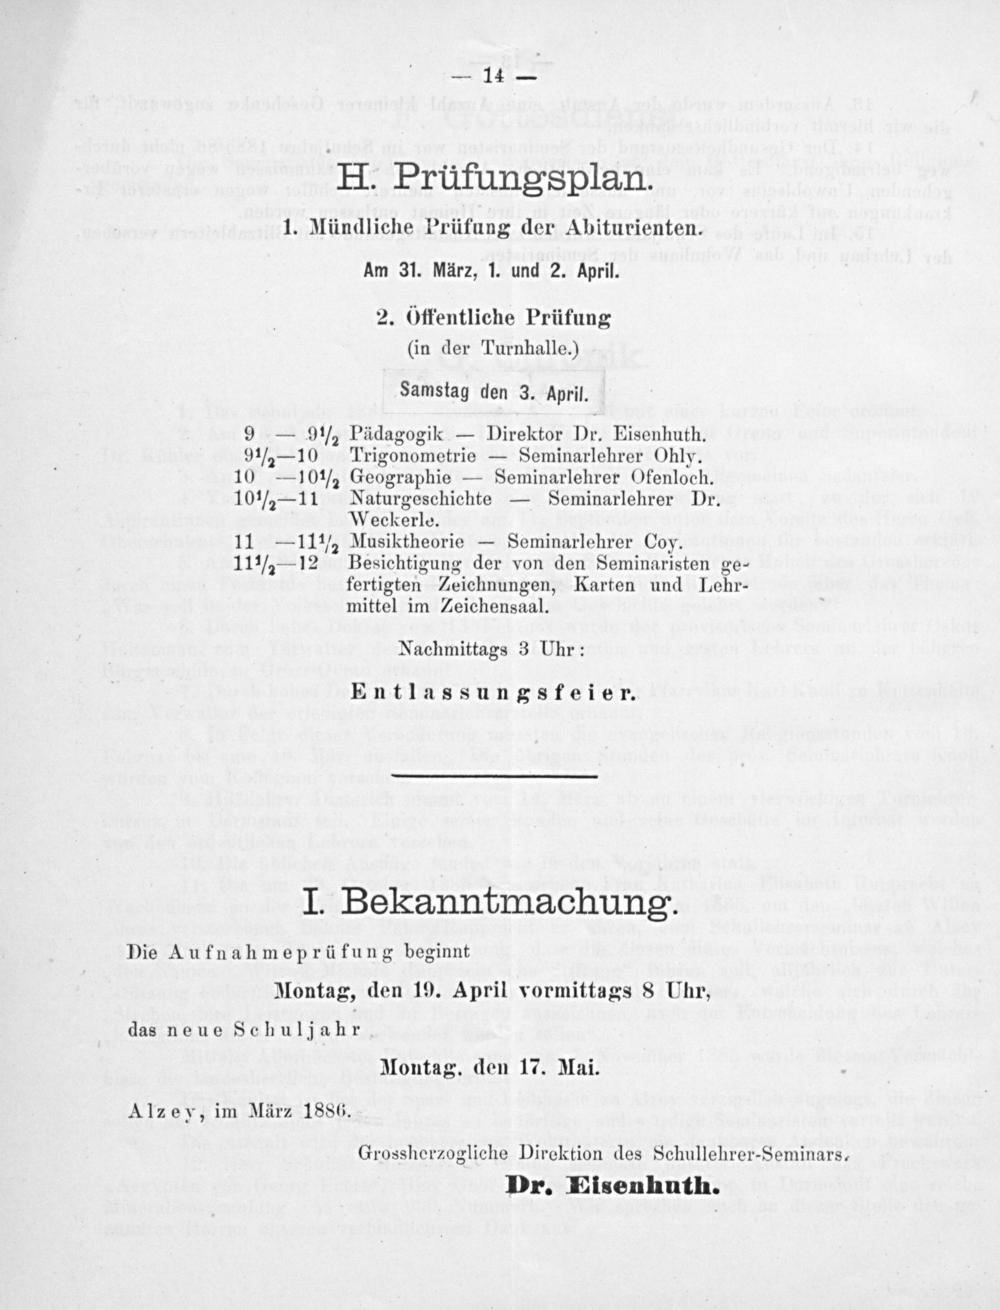 — 14 —
H. Prüfungsplan.
1. Mündliche Prüfung der Abiturienten.
Am 31. März, 1. und 2. April.
2. Öffentliche Prüfung
(in der Turnhalle.)
Samstag den 3. April.
9 — 9½ Pädagogik — Direktor Dr. Eisenhuth.
9½—10 Trigonometrie — Seminarlehrer Ohly.
10 —10½ Geographie — Seminarlehrer Ofenloch.
10½—11 Naturgeschichte — Seminarlehrer Dr.
Weckerle.
11 —11½ Musiktheorie — Seminarlehrer Coy.
11½—12 Besichtigung der von den Seminaristen ge-
fertigten Zeichnungen, Karten und Lehr-
mittel im Zeichensaal.
Nachmittags 3 Uhr:
Entlassungsfeier.
I. Bekanntmachung.
Die Aufnahmeprüfung beginnt
Montag, den 19. April vormittags 8 Uhr,
das neue Schuljahr
Montag, den 17. Mai.
Alzey, im März 1886.
Grossherzogliche Direktion des Schullehrer-Seminars.
Dr. Eisenhuth.